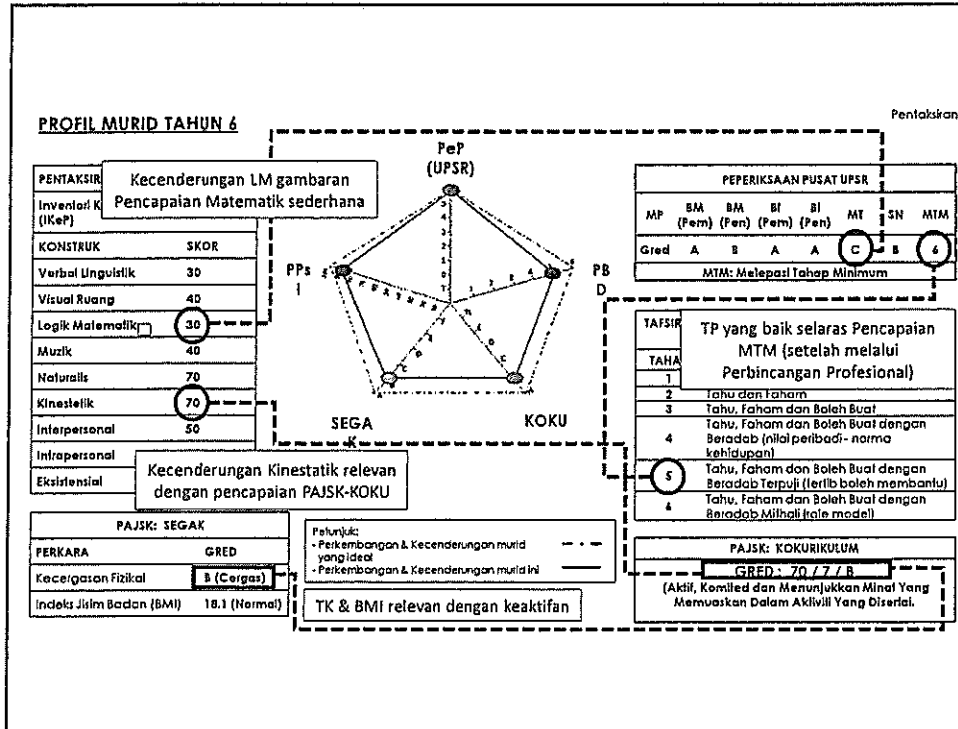 PROFIL MURID TAHUN 6
Pentaksiran
PENTAKSIR
Inventori K
(IKeP)
Kecenderungan LM gambaran
Pencapaian Matematik sederhana
KONSTRUK SKOR
Verbal Linguistik 30
Visual Ruang 40
Logik Matematik 30
Muzik 40
Naturalis 70
Kinestetik 70
Interpersonal 50
Intrapersonal
Eksistensial
Kecenderungan Kinestatik relevan
dengan pencapaian PAJSK-KOKU
PAJSK: SEGAK
PERKARA GRED
Kecergasan Fizikal B (Cergas)
Indeks Jisim Badan (BMI) 18.1 (Normal)
PeP
(UPSR)
PPs
I
PB
D
SEGA
K
KOKU
Petunjuk:
- Perkembangan & Kecenderungan murid
yang ideal
- Perkembangan & Kecenderungan murid ini
TK & BMI relevan dengan keaktifan
PEPERIKSAAN PUSAT UPSR
MP BM (Pem) BM (Pen) BI (Pem) BI (Pen) MT SN MTM
Gred A B A A C B 6
MTM: Melepasi Tahap Minimum
TAFSIR
TAHA
TP yang baik selaras Pencapaian
MTM (setelah melalui
Perbincangan Profesional)
1
2 Tahu dan Faham
3 Tahu, Faham dan Boleh Buat
4 Tahu, Faham dan Boleh Buat dengan
Beradab (nilai peribadi - norma
kehidupan)
5 Tahu, Faham dan Boleh Buat dengan
Beradab Terpuji (tertib boleh membantu)
6 Tahu, Faham dan Boleh Buat dengan
Beradab Mithali (role model)
PAJSK: KOKURIKULUM
GRED: 70 / 7 / B
(Aktif, Komited dan Menunjukkan Minat Yang
Memuaskan Dalam Aktiviti Yang Disertai.